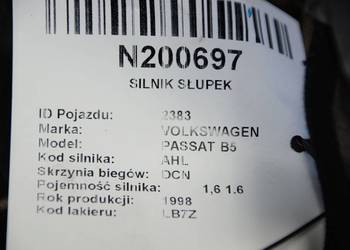 N200697
SILNIK SŁUPEK
ID Pojazdu: 2383
Marka: VOLKSWAGEN
Model: PASSAT B5
Kod silnika: AHL
Skrzynia biegów: DCN
Pojemność silnika: 1,6 1.6
Rok produkcji: 1998
Kod lakieru: LB7Z